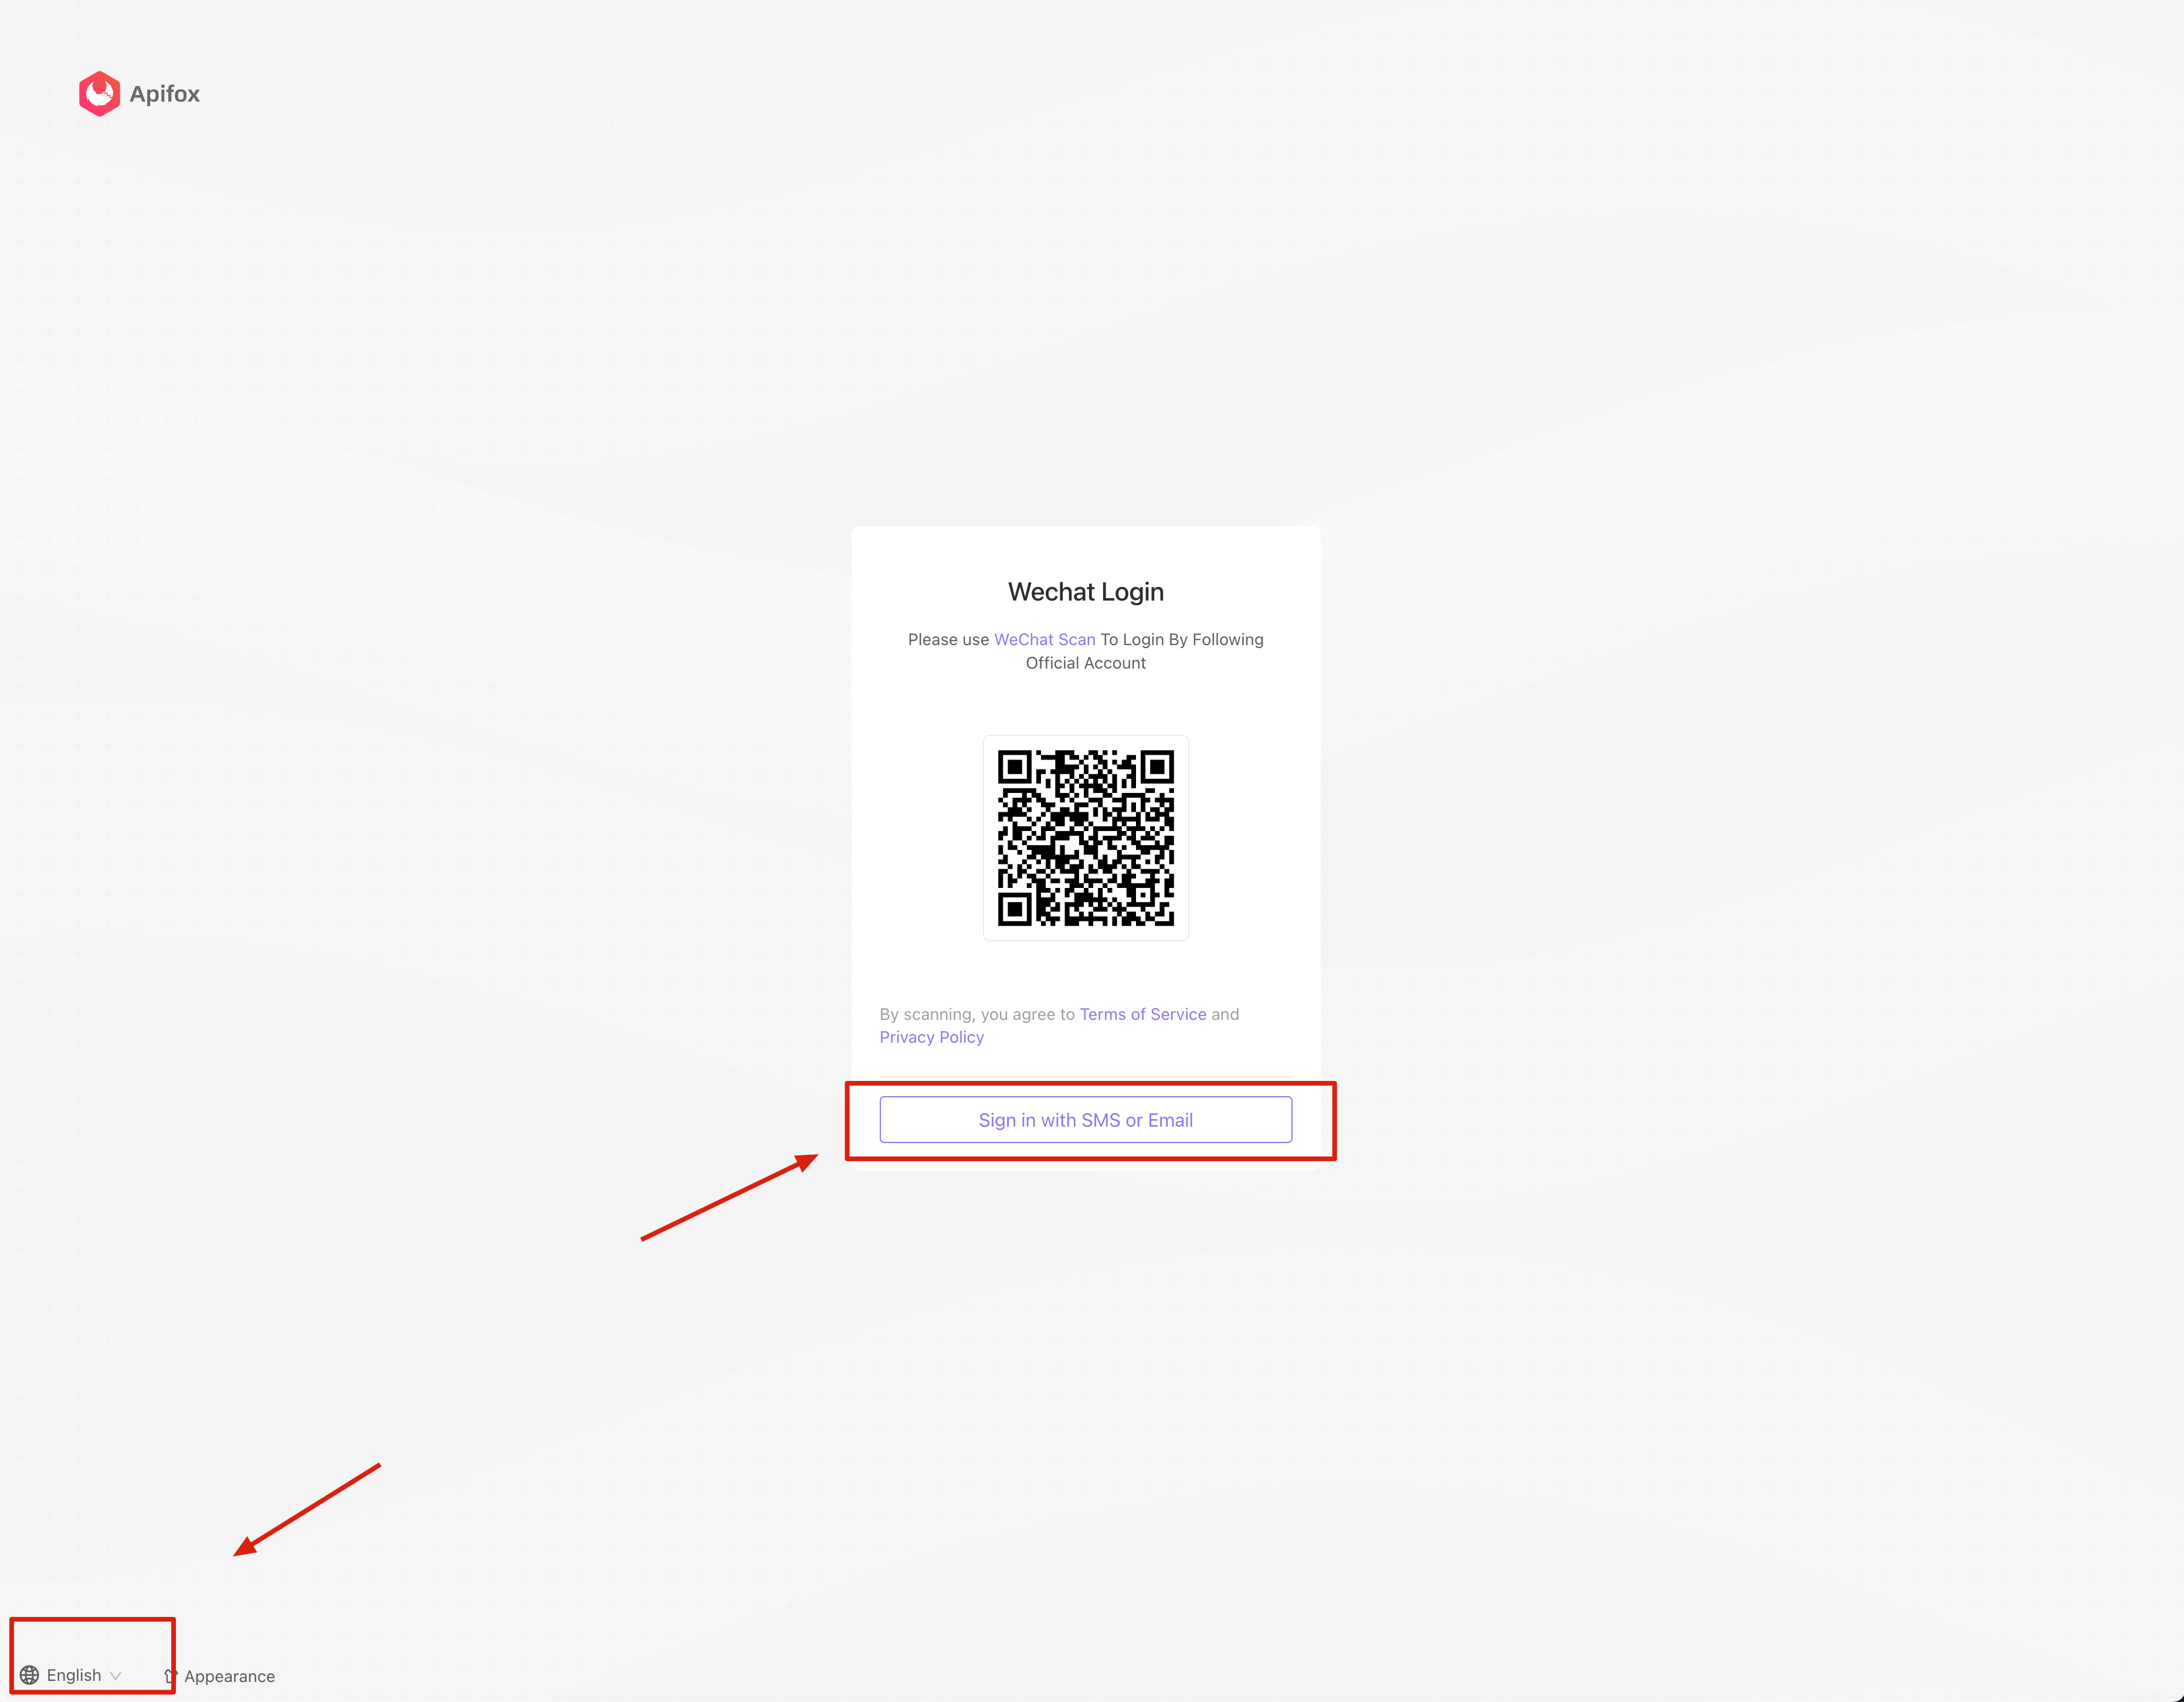 Apifox
Wechat Login
Please use WeChat Scan To Login By Following
Official Account
By scanning, you agree to Terms of Service and
Privacy Policy
Sign in with SMS or Email
English
Appearance